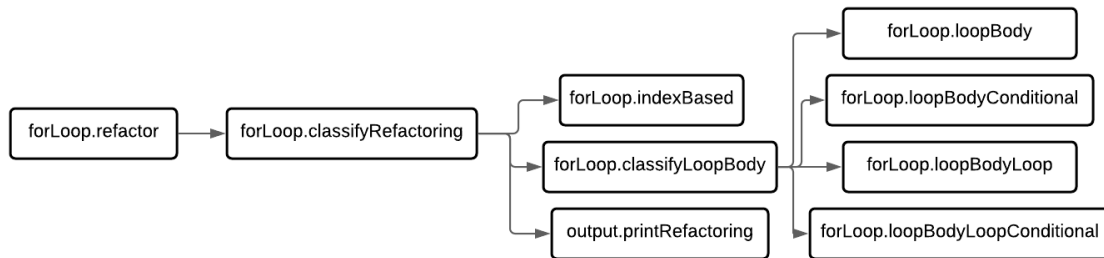 forLoop.refactor
forLoop.classifyRefactoring
forLoop.indexBased
forLoop.classifyLoopBody
output.printRefactoring
forLoop.loopBody
forLoop.loopBodyConditional
forLoop.loopBodyLoop
forLoop.loopBodyLoopConditional